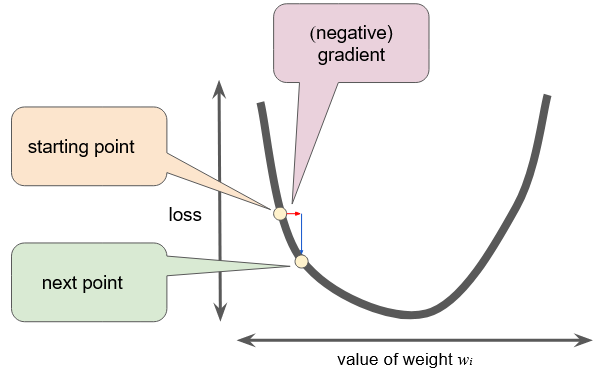 (negative)
gradient
starting point
loss
next point
value of weight wi